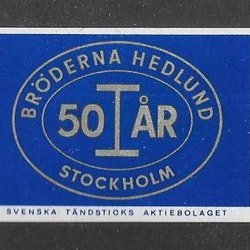 BRÖDERNA HEDLUND
50 ÅR
STOCKHOLM
SVENSKA TÄNDSTICKS AKTIEBOLAGET